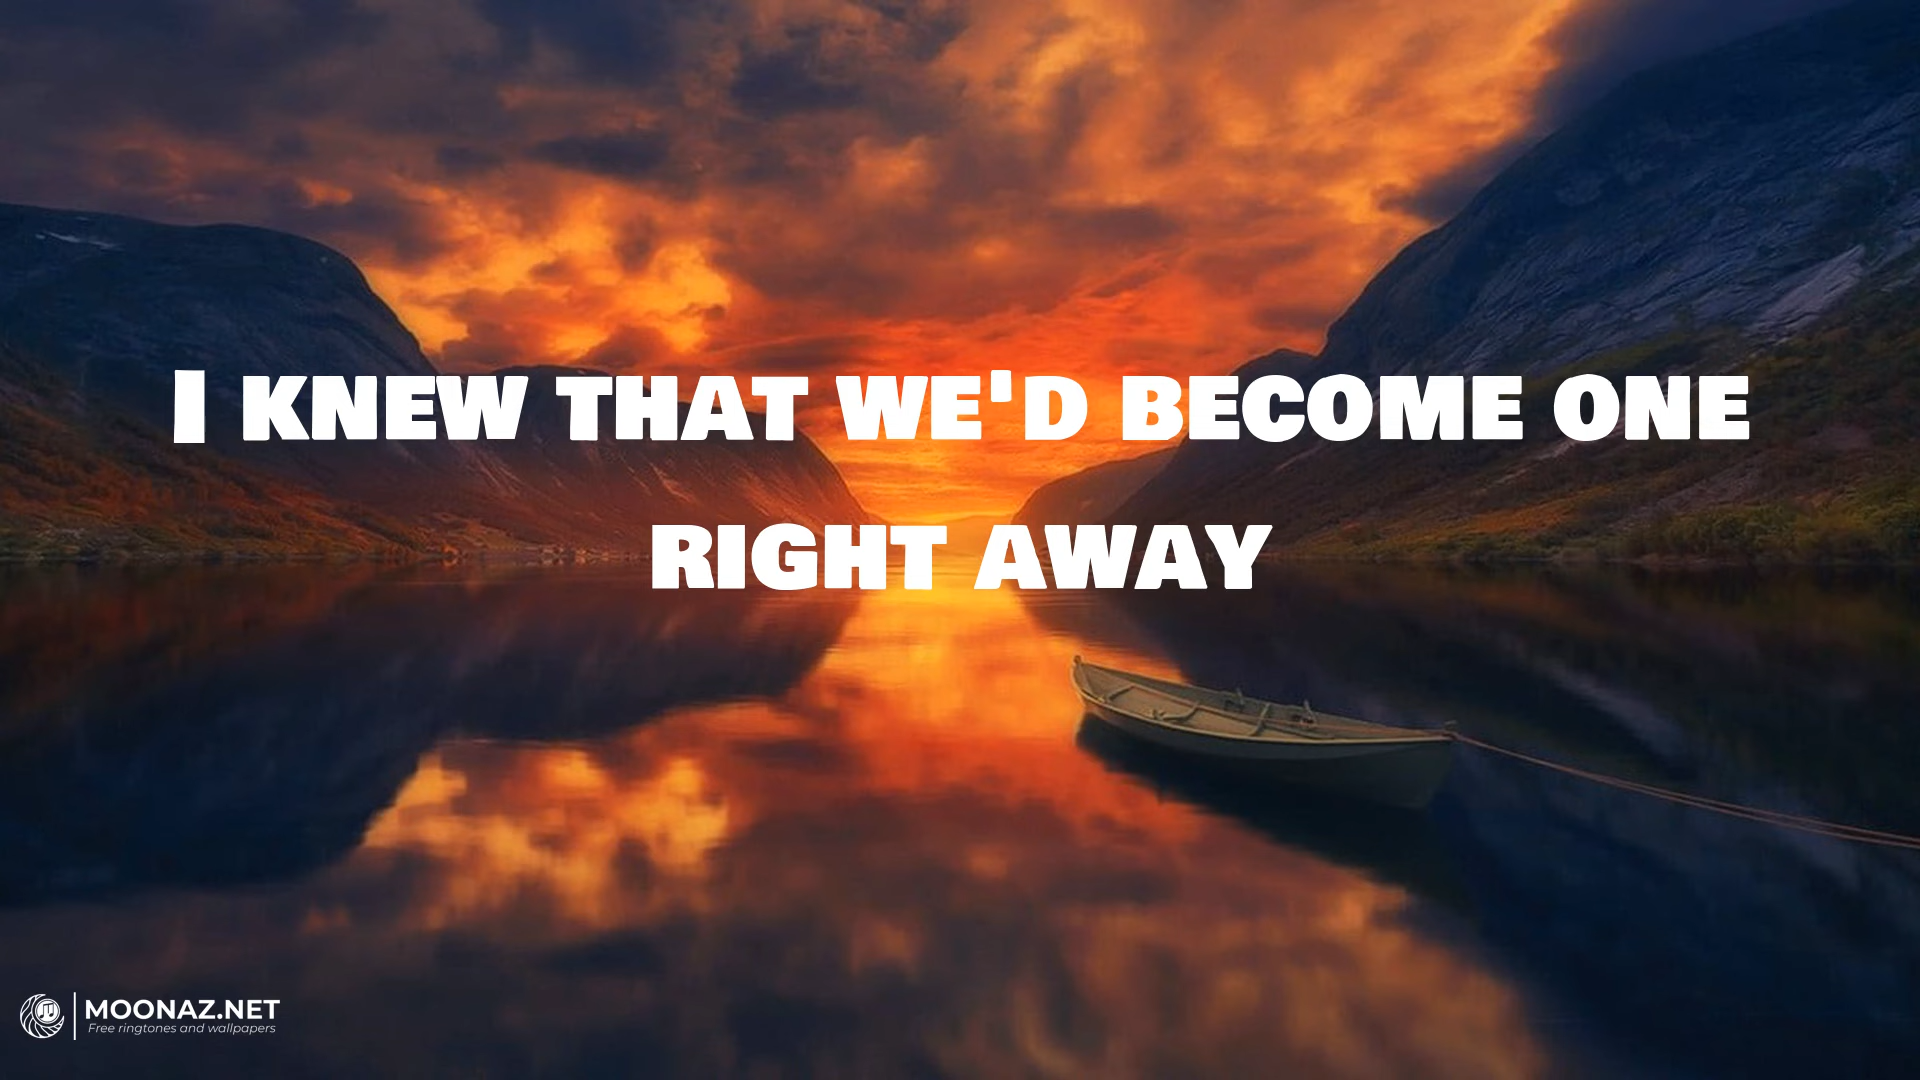 I KNEW THAT WE'D BECOME ONE
RIGHT AWAY
MOONAZ.NET
Free ringtones and wallpapers